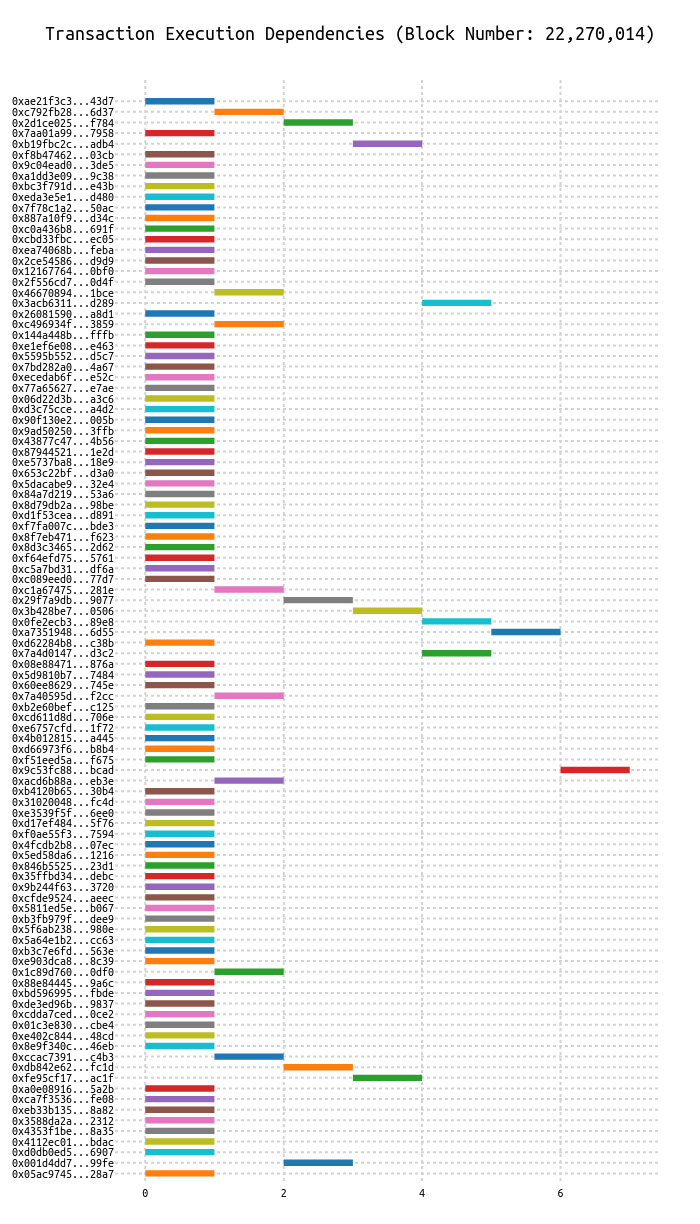 Transaction Execution Dependencies (Block Number: 22,270,014)
0xae21f3c3...43d7
0xc792fb28...6d37
0x2d1ce025...f784
0x7aa01a99...7958
0xb19fbc2c...adb4
0xf8b47462...03cb
0x9c04ead0...3de5
0xa1dd3e09...9c38
0xbc3f791d...e43b
0xeda3e5e1...d480
0x7f78c1a2...50ac
0x887a10f9...d34c
0xc0a436b8...691f
0xcbd33fbc...ec05
0xea74068b...feba
0x2ce54586...d9d9
0x12167764...0bf0
0x2f556cd7...0d4f
0x46670894...1bce
0x3acb6311...d289
0x26081590...a8d1
0xc496934f...3859
0x144a448b...fffb
0xe1ef6e08...e463
0x5595b552...d5c7
0x7bd282a0...4a67
0xecedab6f...e52c
0x77a65627...e7ae
0x06d22d3b...a3c6
0xd3c75cce...a4d2
0x90f130e2...005b
0x9ad50250...3ffb
0x43877c47...4b56
0x87944521...1e2d
0xe5737ba8...18e9
0x653c22bf...d3a0
0x5dacabe9...32e4
0x84a7d219...53a6
0x8d79db2a...98be
0xd1f53cea...d891
0xf7fa007c...bde3
0x8f7eb471...f623
0x8d3c3465...2d62
0xf64efd75...5761
0xc5a7bd31...df6a
0xc089eed0...77d7
0xc1a67475...281e
0x29f7a9db...9077
0x3b428be7...0506
0x0fe2ecb3...89e8
0xa7351948...6d55
0xd62284b8...c38b
0x7a4d0147...d3c2
0x08e88471...876a
0x5d9810b7...7484
0x60ee8629...745e
0x7a40595d...f2cc
0xb2e60bef...c125
0xcd611d8d...706e
0xe6757cfd...1f72
0x4b012815...a445
0xd66973f6...b8b4
0xf51eed5a...f675
0x9c53fc88...bcad
0xacd6b88a...eb3e
0xb4120b65...30b4
0x31020048...fc4d
0xe3539f5f...6ee0
0xd17ef484...5f76
0xf0ae55f3...7594
0x4fcdb2b8...07ec
0x5ed58da6...1216
0x846b5525...23d1
0x35ffbd34...debc
0x9b244f63...3720
0xcfde9524...aeec
0x5811ed5e...b067
0xb3fb979f...dee9
0x5f6ab238...980e
0x5a64e1b2...cc63
0xb3c7e6fd...563e
0xe903dca8...8c39
0x1c89d760...0df0
0x88e84445...9a6c
0xbd596995...fbde
0xde3ed96b...9837
0xcdda7ced...0ce2
0x01c3e830...cbe4
0xe402c844...48cd
0x8e9f340c...46eb
0xccac7391...c4b3
0xdb842e62...fc1d
0xfe95cf17...ac1f
0xa0e08916...5a2b
0xca7f3536...fe08
0xeb33b135...8a82
0x3588da2a...2312
0x4353f1be...8a35
0x4112ec01...bdac
0xd0db0ed5...6907
0x001d4dd7...99fe
0x05ac9745...28a7
0 2 4 6